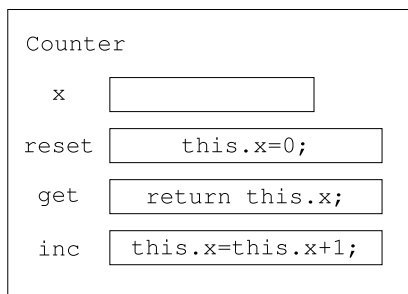 Counter
x
reset this.x=0;
get return this.x;
inc this.x=this.x+1;